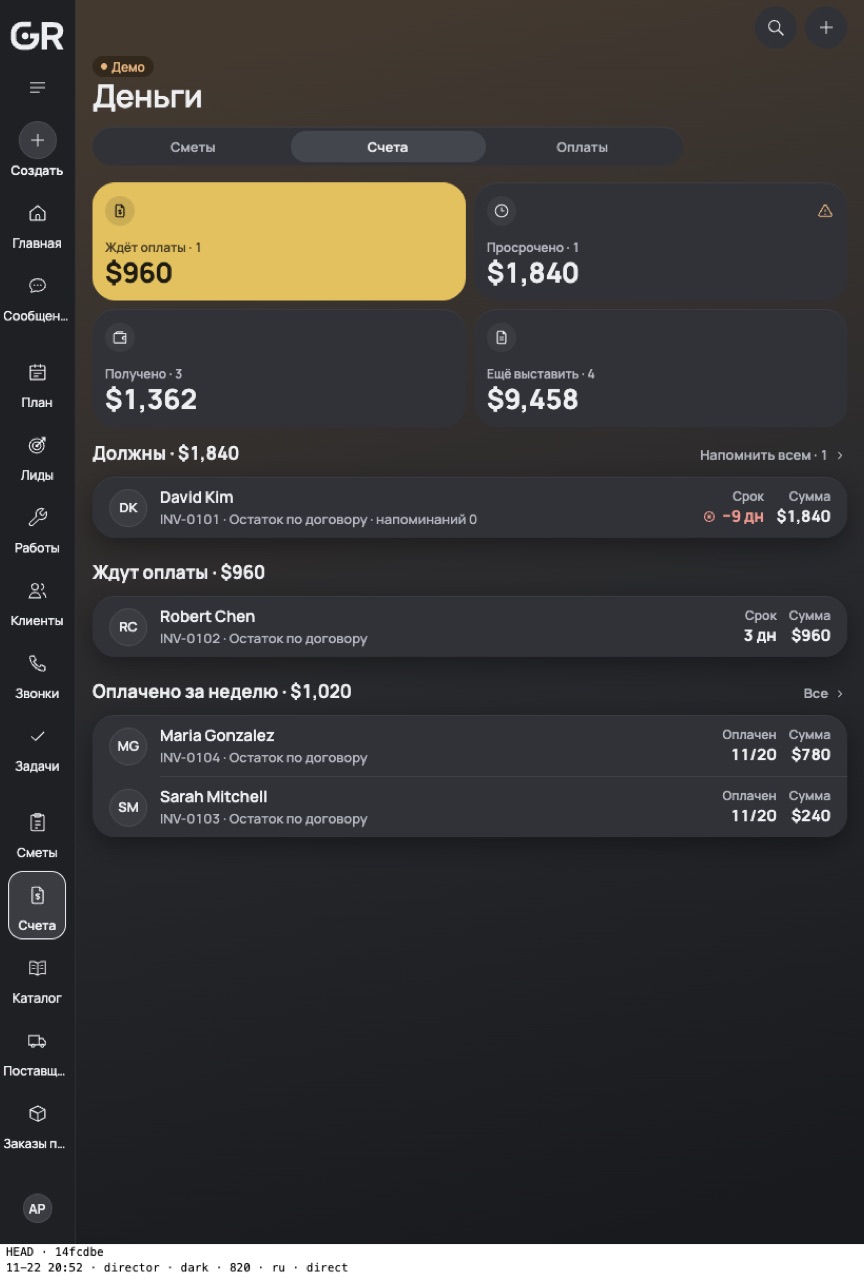 GR
Создать
Главная
Сообщен...
План
Лиды
Работы
Клиенты
Звонки
Задачи
Сметы
Счета
Каталог
Поставщ...
Заказы п...
AP
Демо
Деньги
Сметы Счета Оплаты
Ждёт оплаты · 1
$960
Просрочено · 1
$1,840
Получено · 3
$1,362
Ещё выставить · 4
$9,458
Должны · $1,840 Напомнить всем · 1
DK David Kim Срок Сумма
INV-0101 · Остаток по договору · напоминаний 0 −9 дн $1,840
Ждут оплаты · $960
RC Robert Chen Срок Сумма
INV-0102 · Остаток по договору 3 дн $960
Оплачено за неделю · $1,020 Все
MG Maria Gonzalez Оплачен Сумма
INV-0104 · Остаток по договору 11/20 $780
SM Sarah Mitchell Оплачен Сумма
INV-0103 · Остаток по договору 11/20 $240
HEAD · 14fcdbe
11-22 20:52 · director · dark · 820 · ru · direct